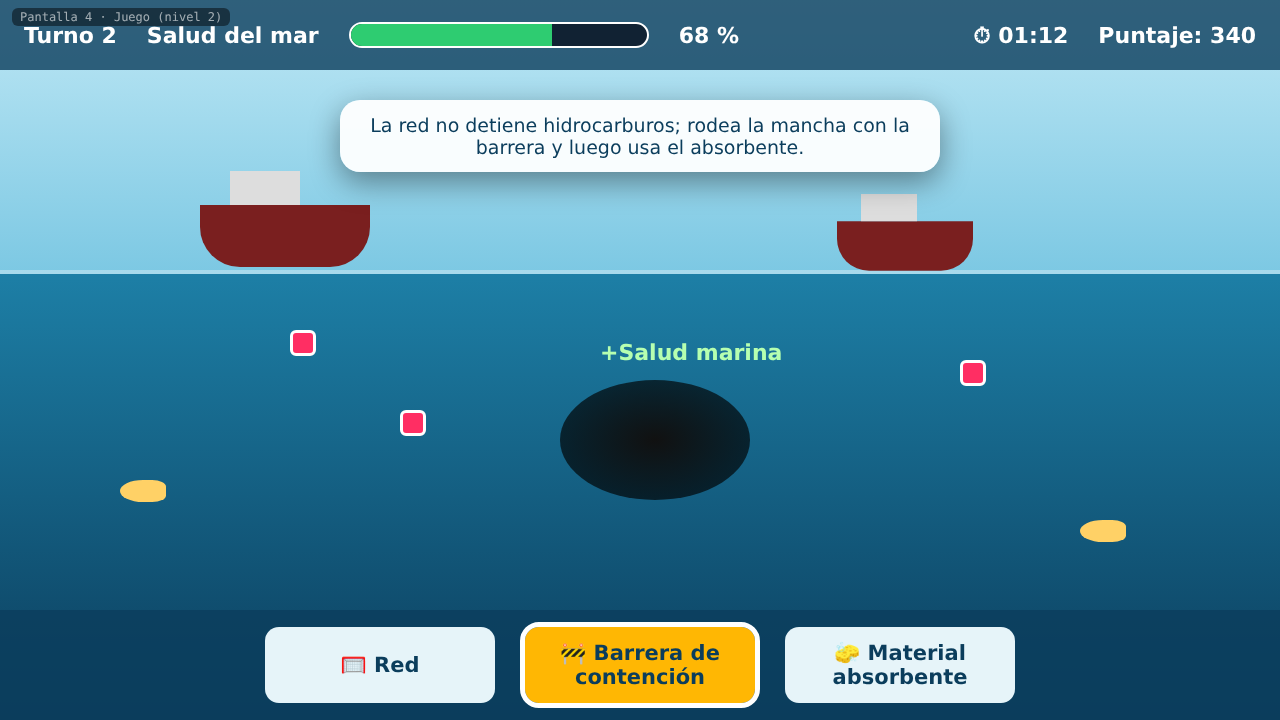 Pantalla 4 · Juego (nivel 2)
Turno 2 Salud del mar 68 % ⏱ 01:12 Puntaje: 340
La red no detiene hidrocarburos; rodea la mancha con la
barrera y luego usa el absorbente.
+Salud marina
🥅 Red
🚧 Barrera de
contención
🧽 Material
absorbente